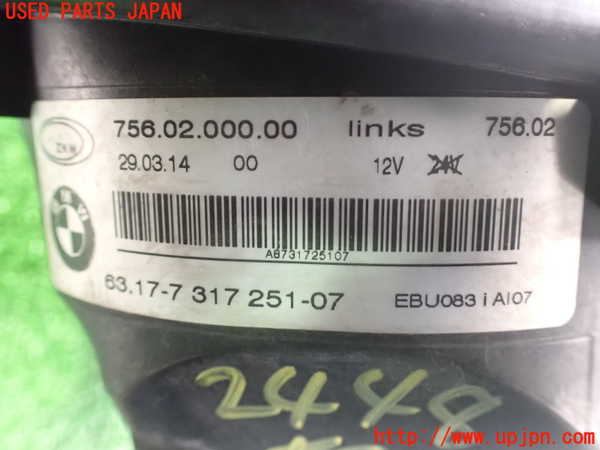 USED PARTS JAPAN
756.02.000.00 links 756.02
29.03.14 00 12V 24V
A6731725107
63.17-7 317 251-07 EBU083 i AI07
2448
http://www.upjpn.com/